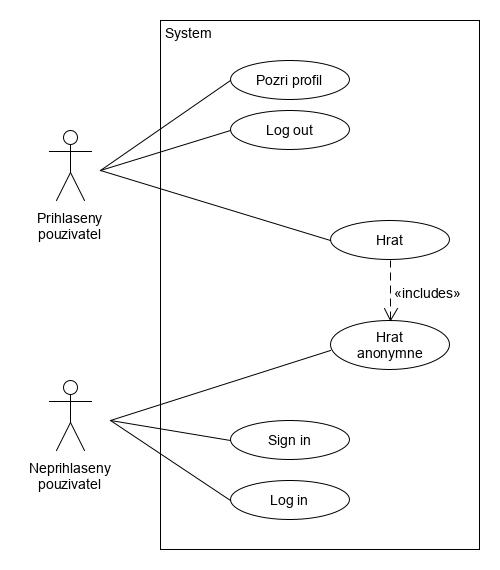 System
Pozri profil
Log out
Prihlaseny
pouzivatel
Hrat
«includes»
Hrat
anonymne
Neprihlaseny
pouzivatel
Sign in
Log in